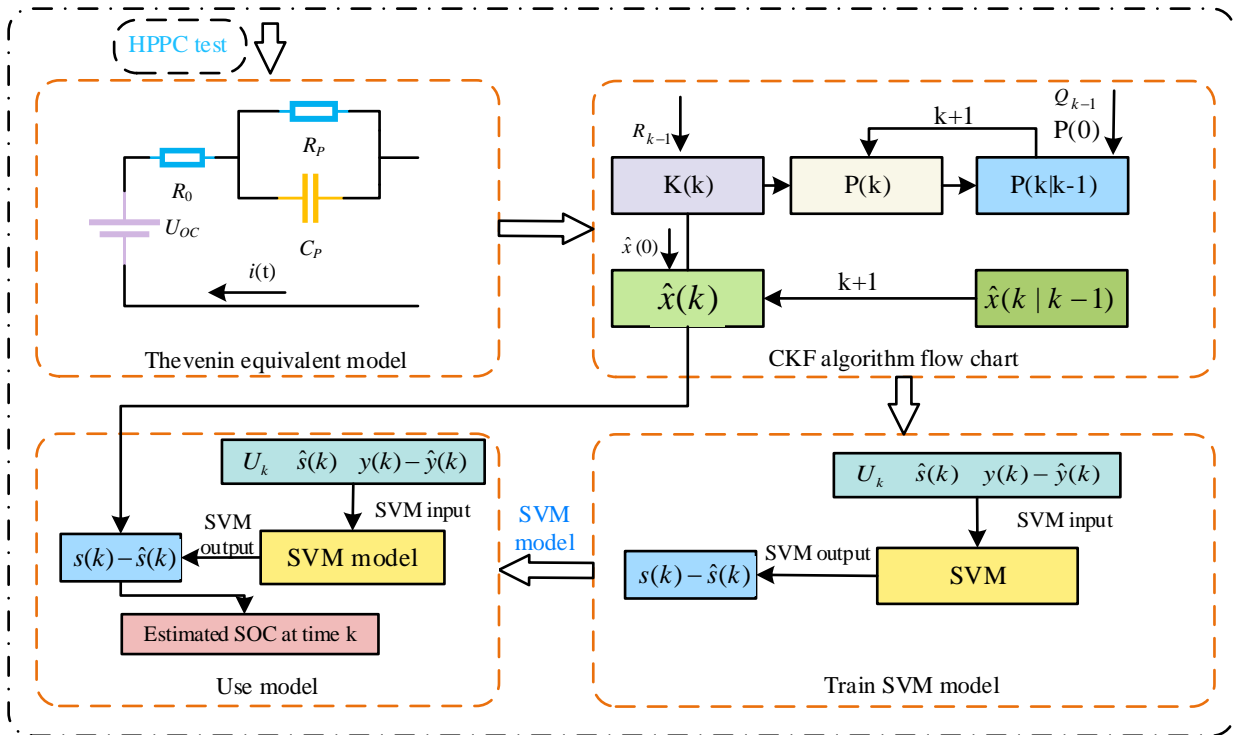 HPPC test
R_P
R_0
U_{OC}
C_P
i(t)
Thevenin equivalent model
R_{k-1}
k+1
Q_{k-1}
P(0)
K(k)
P(k)
P(k|k-1)
x̂(0)
x̂(k)
k+1
x̂(k | k−1)
CKF algorithm flow chart
U_k ŝ(k) y(k)−ŷ(k)
SVM input
SVM
output
s(k)−ŝ(k)
SVM model
Estimated SOC at time k
Use model
SVM
model
U_k ŝ(k) y(k)−ŷ(k)
SVM input
SVM output
s(k)−ŝ(k)
SVM
Train SVM model